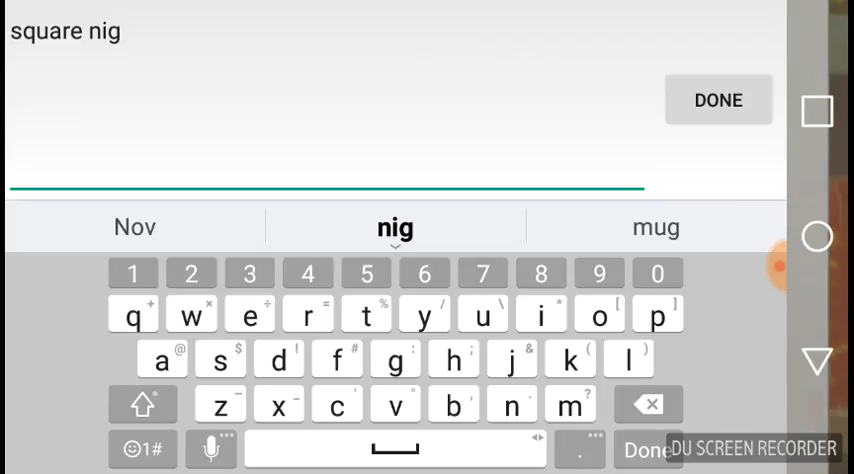 square nig
DONE
Nov nig mug
1 2 3 4 5 6 7 8 9 0
q + w × e ÷ r = t % y / u \ i * o [ p ]
a @ s $ d ! f # g : h ; j & k ( l )
z _ x - c ' v " b , n . m ?
1# . Done
DU SCREEN RECORDER